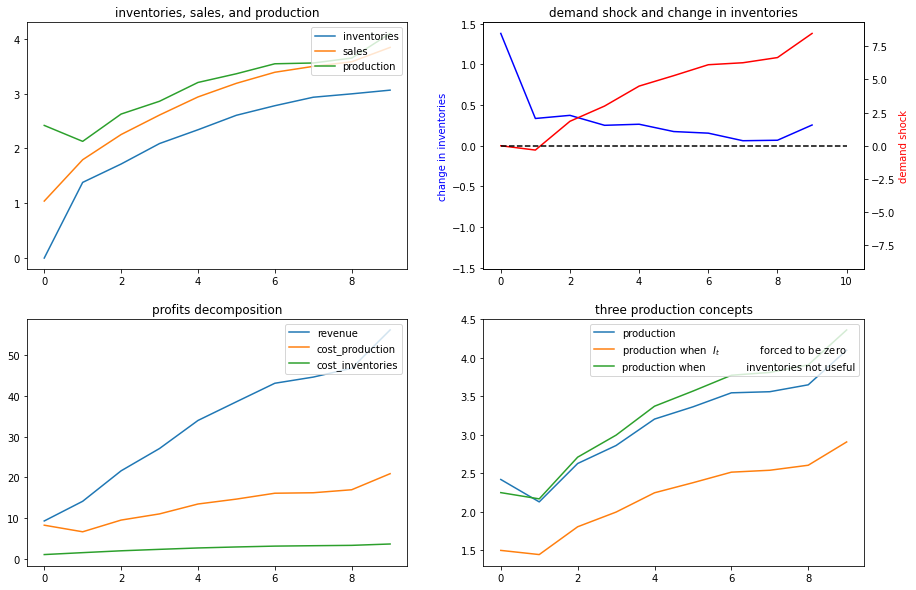 inventories, sales, and production
inventories
sales
production
4
3
2
1
0
0 2 4 6 8
demand shock and change in inventories
change in inventories
1.5
1.0
0.5
0.0
−0.5
−1.0
−1.5
0 2 4 6 8 10
7.5
5.0
2.5
0.0
−2.5
−5.0
−7.5
demand shock
profits decomposition
revenue
cost_production
cost_inventories
50
40
30
20
10
0
0 2 4 6 8
three production concepts
production
production when I_t forced to be zero
production when inventories not useful
4.5
4.0
3.5
3.0
2.5
2.0
1.5
0 2 4 6 8